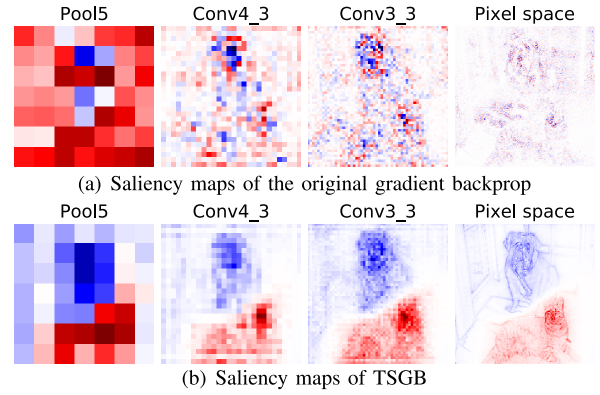 Pool5 Conv4_3 Conv3_3 Pixel space
(a) Saliency maps of the original gradient backprop
Pool5 Conv4_3 Conv3_3 Pixel space
(b) Saliency maps of TSGB